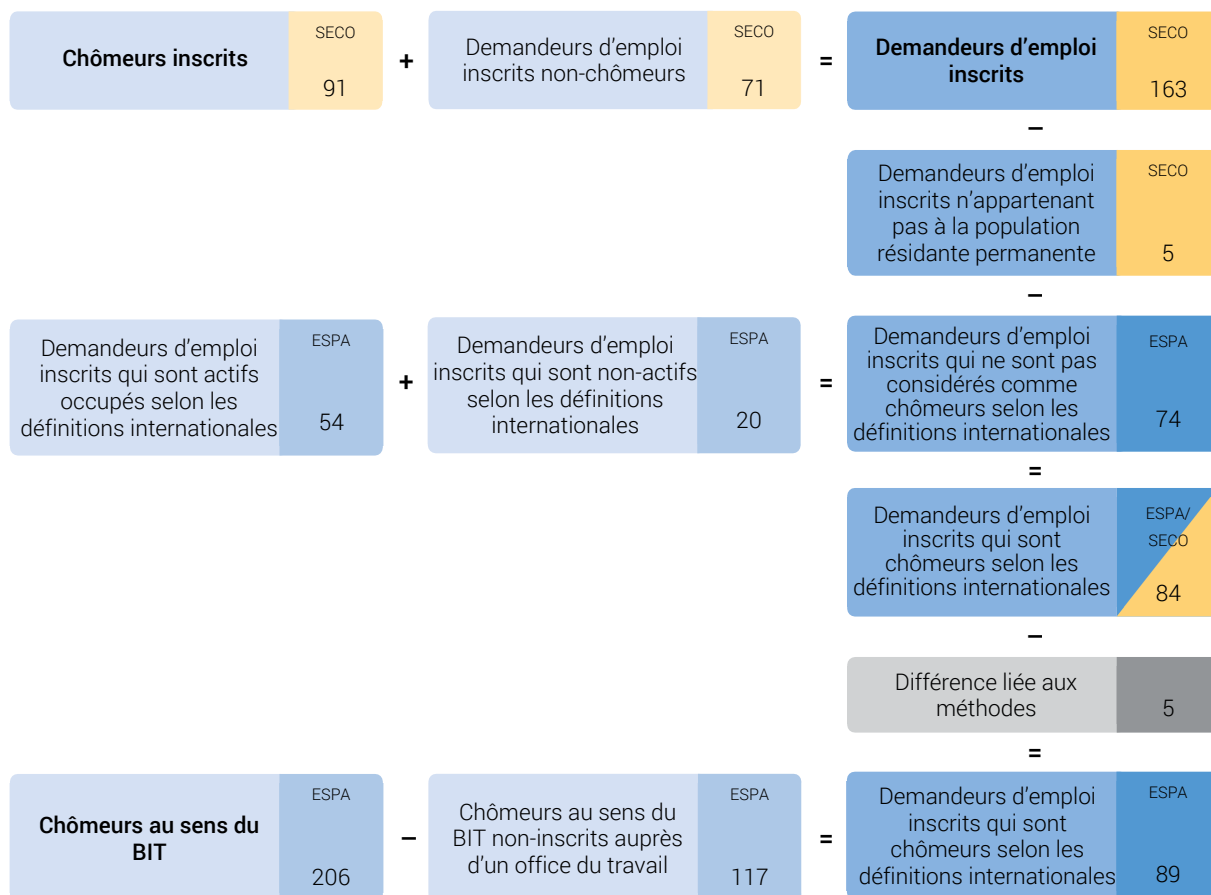 Chômeurs inscrits
SECO
91
+
Demandeurs d'emploi
inscrits non-chômeurs
SECO
71
=
Demandeurs d'emploi
inscrits
SECO
163
–
Demandeurs d'emploi
inscrits n'appartenant
pas à la population
résidante permanente
SECO
5
–
Demandeurs d'emploi
inscrits qui sont actifs
occupés selon les
définitions internationales
ESPA
54
+
Demandeurs d'emploi
inscrits qui sont non-actifs
selon les définitions
internationales
ESPA
20
=
Demandeurs d'emploi
inscrits qui ne sont pas
considérés comme
chômeurs selon les
définitions internationales
ESPA
74
=
Demandeurs d'emploi
inscrits qui sont
chômeurs selon les
définitions internationales
ESPA/
SECO
84
–
Différence liée aux
méthodes
5
=
Chômeurs au sens du
BIT
ESPA
206
–
Chômeurs au sens du
BIT non-inscrits auprès
d'un office du travail
ESPA
117
=
Demandeurs d'emploi
inscrits qui sont
chômeurs selon les
définitions internationales
ESPA
89